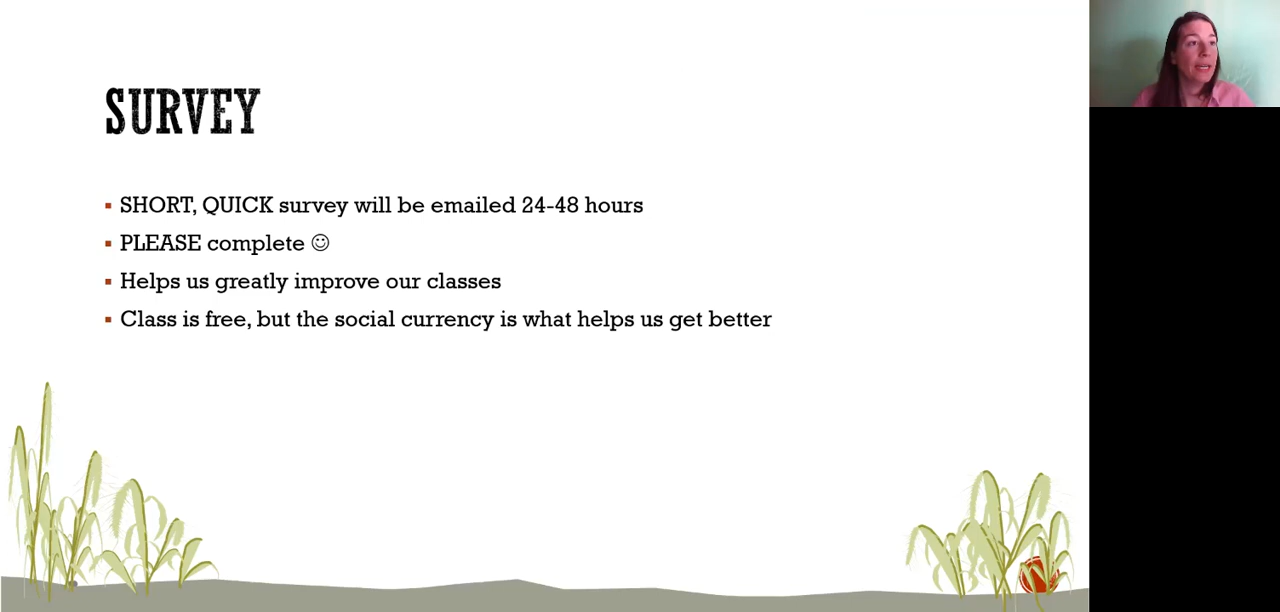 SURVEY
SHORT, QUICK survey will be emailed 24-48 hours
PLEASE complete ☺
Helps us greatly improve our classes
Class is free, but the social currency is what helps us get better